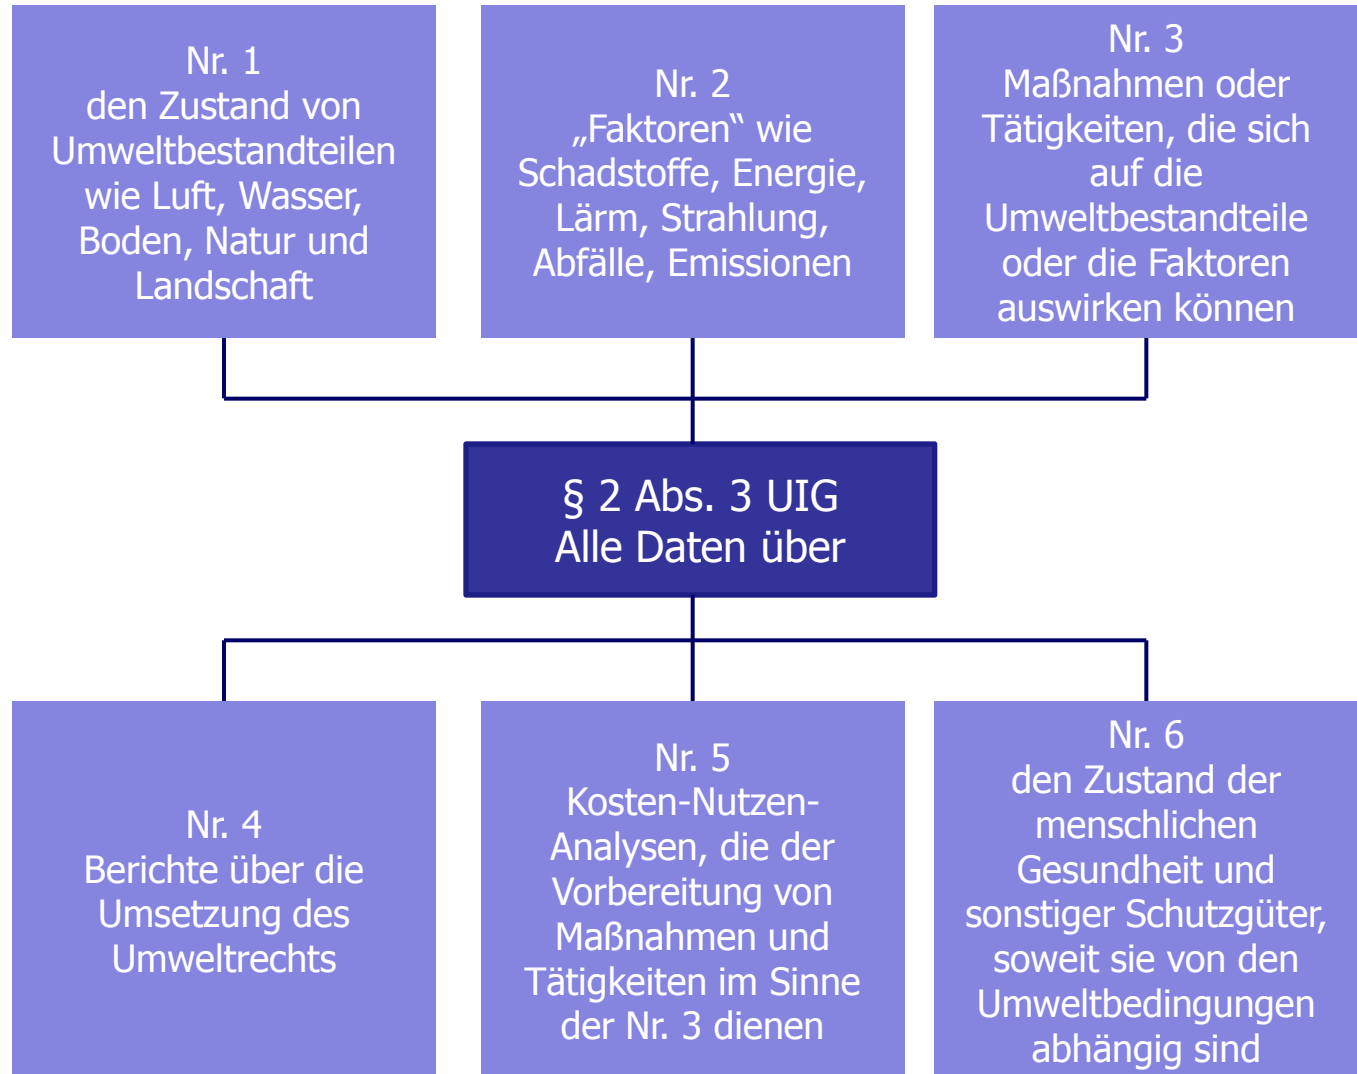 Nr. 1
den Zustand von
Umweltbestandteilen
wie Luft, Wasser,
Boden, Natur und
Landschaft
Nr. 2
„Faktoren“ wie
Schadstoffe, Energie,
Lärm, Strahlung,
Abfälle, Emissionen
Nr. 3
Maßnahmen oder
Tätigkeiten, die sich
auf die
Umweltbestandteile
oder die Faktoren
auswirken können
§ 2 Abs. 3 UIG
Alle Daten über
Nr. 4
Berichte über die
Umsetzung des
Umweltrechts
Nr. 5
Kosten-Nutzen-
Analysen, die der
Vorbereitung von
Maßnahmen und
Tätigkeiten im Sinne
der Nr. 3 dienen
Nr. 6
den Zustand der
menschlichen
Gesundheit und
sonstiger Schutzgüter,
soweit sie von den
Umweltbedingungen
abhängig sind